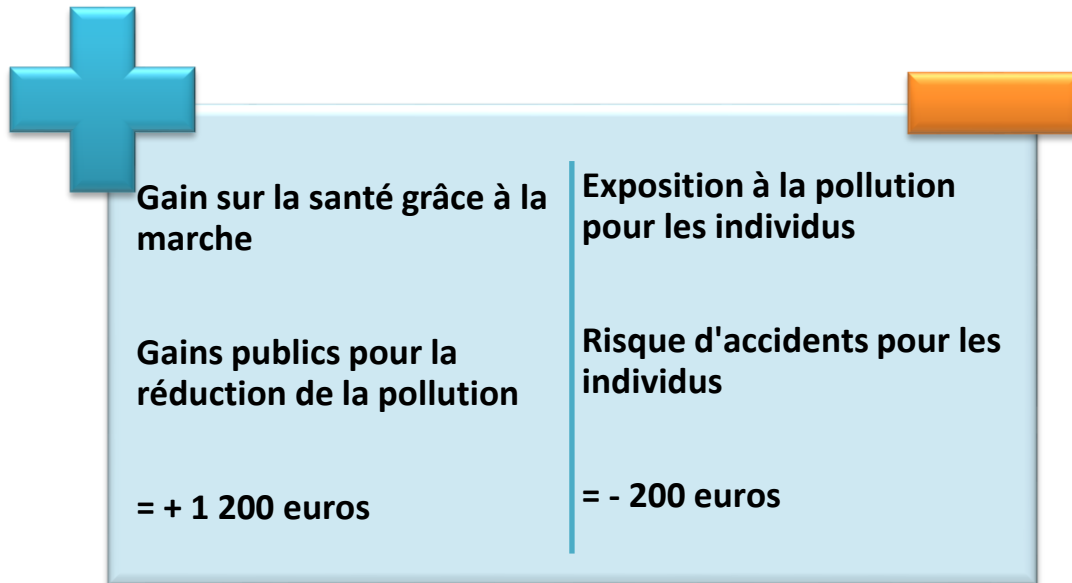 Gain sur la santé grâce à la
marche
Gains publics pour la
réduction de la pollution
= + 1 200 euros
Exposition à la pollution
pour les individus
Risque d'accidents pour les
individus
= - 200 euros